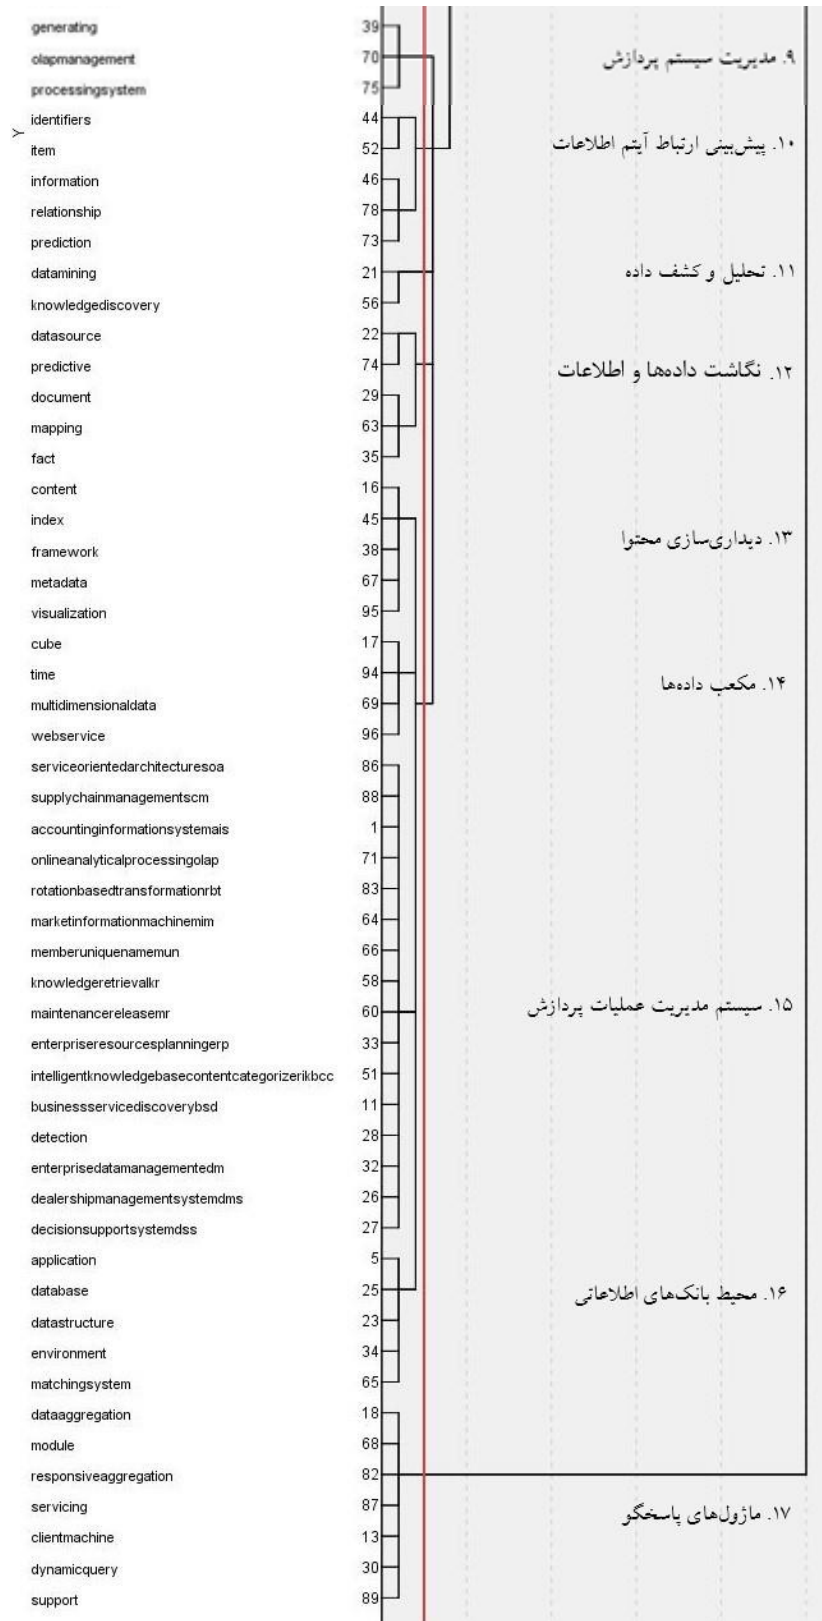 generating 39
olapmanagement 70 ۹. مدیریت سیستم پردازش
processingsystem 75
identifiers 44
Y
item 52 ۱۰. پیش‌بینی ارتباط آیتم اطلاعات
information 46
relationship 78
prediction 73
datamining 21 ۱۱. تحلیل و کشف داده
knowledgediscovery 56
datasource 22
predictive 74 ۱۲. نگاشت داده‌ها و اطلاعات
document 29
mapping 63
fact 35
content 16
index 45
framework 38 ۱۳. دیداری‌سازی محتوا
metadata 67
visualization 95
cube 17
time 94 ۱۴. مکعب داده‌ها
multidimensionaldata 69
webservice 96
serviceorientedarchitecturesoa 86
supplychainmanagementscm 88
accountinginformationsystemais 1
onlineanalyticalprocessingolap 71
rotationbasedtransformationrbt 83
marketinformationmachinemim 64
memberuniquenamemun 66
knowledgeretrievalkr 58
maintenancereleasemr 60 ۱۵. سیستم مدیریت عملیات پردازش
enterpriseresourcesplanningerp 33
intelligentknowledgebasecontentcategorizerikbcc 51
businessservicediscoverybsd 11
detection 28
enterprisedatamanagementedm 32
dealershipmanagementsystemdms 26
decisionsupportsystemdss 27
application 5
database 25 ۱۶. محیط بانک‌های اطلاعاتی
datastructure 23
environment 34
matchingsystem 65
dataaggregation 18
module 68
responsiveaggregation 82
servicing 87 ۱۷. ماژول‌های پاسخگو
clientmachine 13
dynamicquery 30
support 89